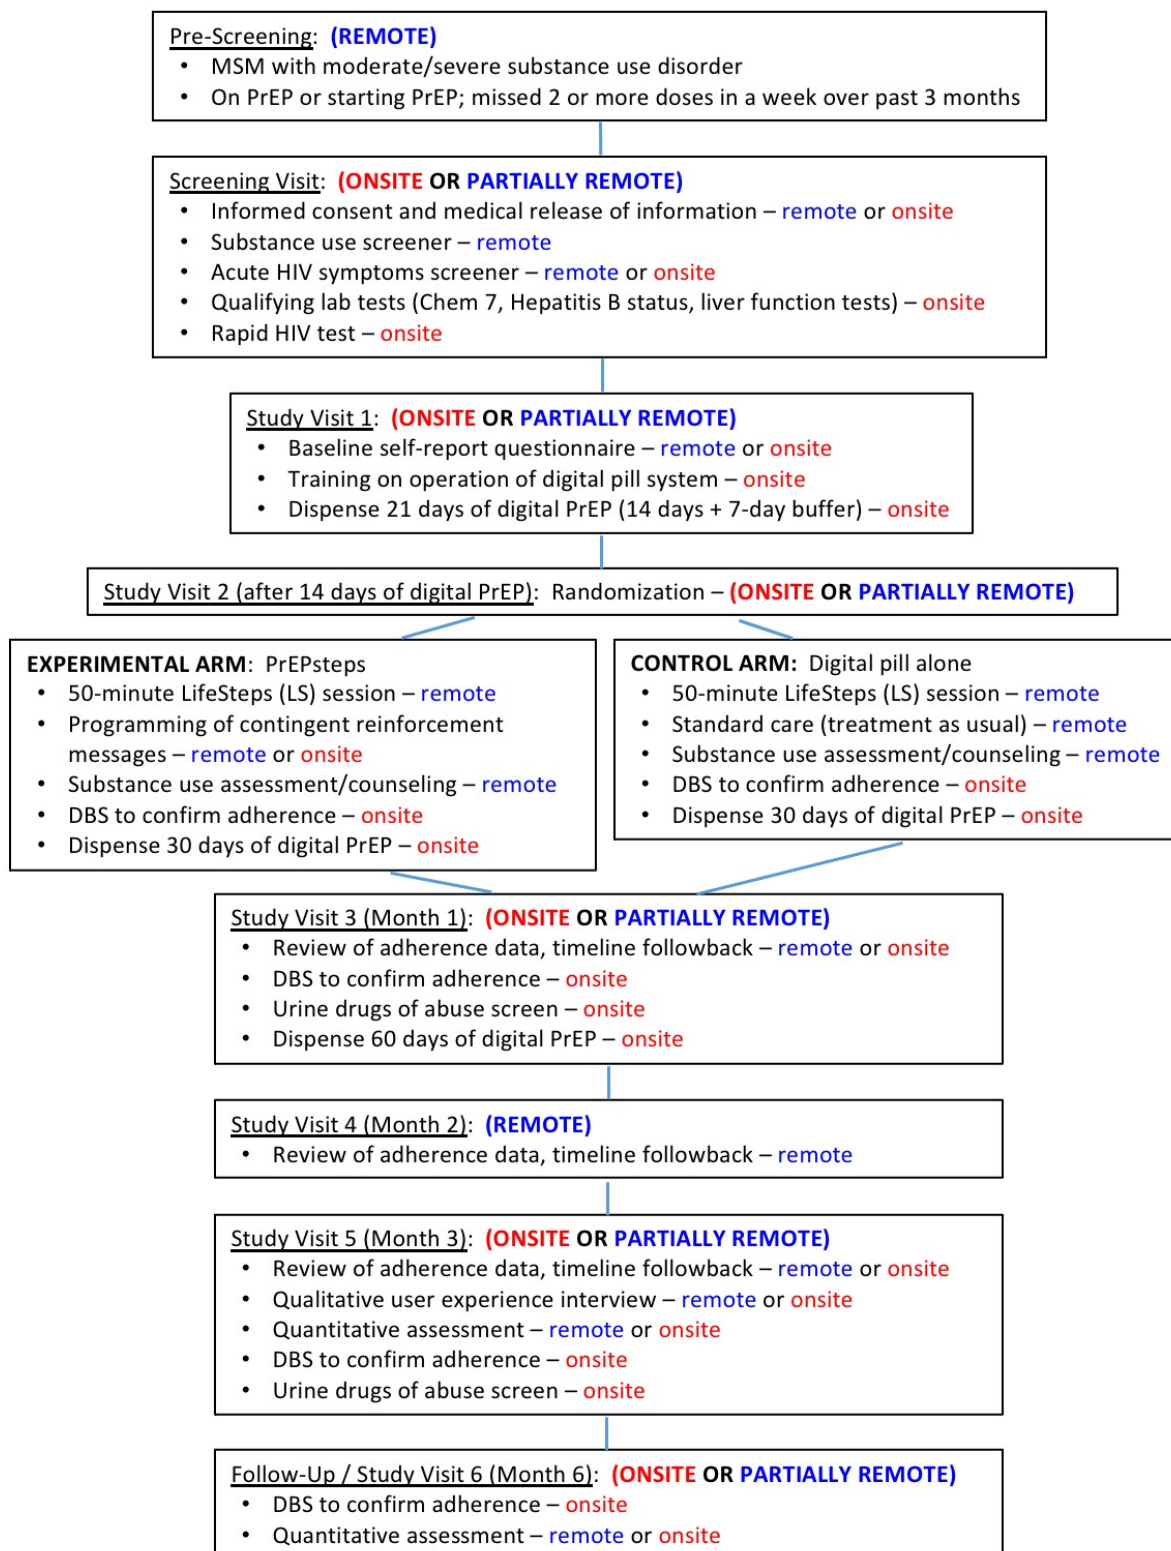 Pre-Screening: (REMOTE)
• MSM with moderate/severe substance use disorder
• On PrEP or starting PrEP; missed 2 or more doses in a week over past 3 months
Screening Visit: (ONSITE OR PARTIALLY REMOTE)
• Informed consent and medical release of information – remote or onsite
• Substance use screener – remote
• Acute HIV symptoms screener – remote or onsite
• Qualifying lab tests (Chem 7, Hepatitis B status, liver function tests) – onsite
• Rapid HIV test – onsite
Study Visit 1: (ONSITE OR PARTIALLY REMOTE)
• Baseline self-report questionnaire – remote or onsite
• Training on operation of digital pill system – onsite
• Dispense 21 days of digital PrEP (14 days + 7-day buffer) – onsite
Study Visit 2 (after 14 days of digital PrEP): Randomization – (ONSITE OR PARTIALLY REMOTE)
EXPERIMENTAL ARM: PrEPsteps
• 50-minute LifeSteps (LS) session – remote
• Programming of contingent reinforcement
messages – remote or onsite
• Substance use assessment/counseling – remote
• DBS to confirm adherence – onsite
• Dispense 30 days of digital PrEP – onsite
CONTROL ARM: Digital pill alone
• 50-minute LifeSteps (LS) session – remote
• Standard care (treatment as usual) – remote
• Substance use assessment/counseling – remote
• DBS to confirm adherence – onsite
• Dispense 30 days of digital PrEP – onsite
Study Visit 3 (Month 1): (ONSITE OR PARTIALLY REMOTE)
• Review of adherence data, timeline followback – remote or onsite
• DBS to confirm adherence – onsite
• Urine drugs of abuse screen – onsite
• Dispense 60 days of digital PrEP – onsite
Study Visit 4 (Month 2): (REMOTE)
• Review of adherence data, timeline followback – remote
Study Visit 5 (Month 3): (ONSITE OR PARTIALLY REMOTE)
• Review of adherence data, timeline followback – remote or onsite
• Qualitative user experience interview – remote or onsite
• Quantitative assessment – remote or onsite
• DBS to confirm adherence – onsite
• Urine drugs of abuse screen – onsite
Follow-Up / Study Visit 6 (Month 6): (ONSITE OR PARTIALLY REMOTE)
• DBS to confirm adherence – onsite
• Quantitative assessment – remote or onsite